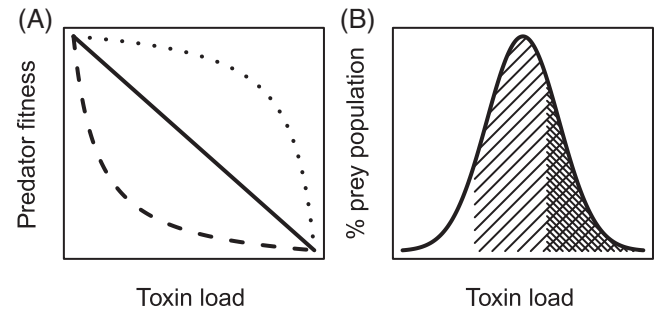 (A)
Predator fitness
Toxin load
(B)
% prey population
Toxin load